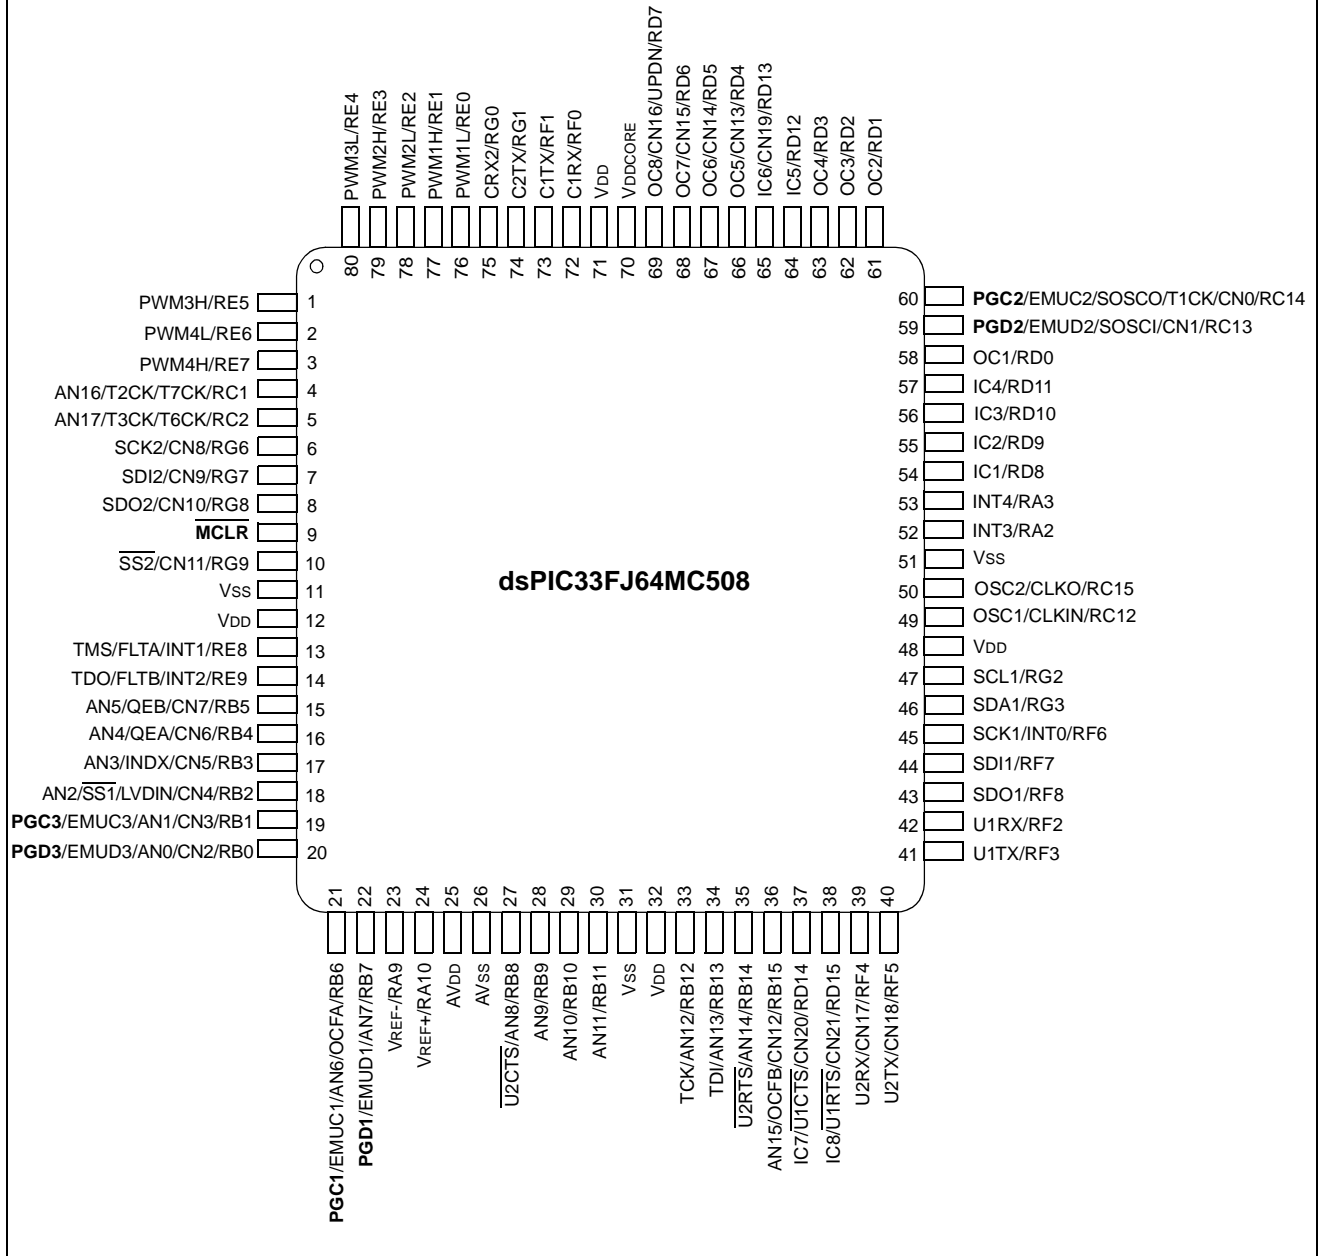 PWM3L/RE4
PWM2H/RE3
PWM2L/RE2
PWM1H/RE1
PWM1L/RE0
CRX2/RG0
C2TX/RG1
C1TX/RF1
C1RX/RF0
VDD
VDDCORE
OC8/CN16/UPDN/RD7
OC7/CN15/RD6
OC6/CN14/RD5
OC5/CN13/RD4
IC6/CN19/RD13
IC5/RD12
OC4/RD3
OC3/RD2
OC2/RD1
80
79
78
77
76
75
74
73
72
71
70
69
68
67
66
65
64
63
62
61
PWM3H/RE5 1
PWM4L/RE6 2
PWM4H/RE7 3
AN16/T2CK/T7CK/RC1 4
AN17/T3CK/T6CK/RC2 5
SCK2/CN8/RG6 6
SDI2/CN9/RG7 7
SDO2/CN10/RG8 8
MCLR 9
SS2/CN11/RG9 10
VSS 11
VDD 12
TMS/FLTA/INT1/RE8 13
TDO/FLTB/INT2/RE9 14
AN5/QEB/CN7/RB5 15
AN4/QEA/CN6/RB4 16
AN3/INDX/CN5/RB3 17
AN2/SS1/LVDIN/CN4/RB2 18
PGC3/EMUC3/AN1/CN3/RB1 19
PGD3/EMUD3/AN0/CN2/RB0 20
dsPIC33FJ64MC508
60 PGC2/EMUC2/SOSCO/T1CK/CN0/RC14
59 PGD2/EMUD2/SOSCI/CN1/RC13
58 OC1/RD0
57 IC4/RD11
56 IC3/RD10
55 IC2/RD9
54 IC1/RD8
53 INT4/RA3
52 INT3/RA2
51 VSS
50 OSC2/CLKO/RC15
49 OSC1/CLKIN/RC12
48 VDD
47 SCL1/RG2
46 SDA1/RG3
45 SCK1/INT0/RF6
44 SDI1/RF7
43 SDO1/RF8
42 U1RX/RF2
41 U1TX/RF3
21
22
23
24
25
26
27
28
29
30
31
32
33
34
35
36
37
38
39
40
PGC1/EMUC1/AN6/OCFA/RB6
PGD1/EMUD1/AN7/RB7
VREF-/RA9
VREF+/RA10
AVDD
AVSS
U2CTS/AN8/RB8
AN9/RB9
AN10/RB10
AN11/RB11
VSS
VDD
TCK/AN12/RB12
TDI/AN13/RB13
U2RTS/AN14/RB14
AN15/OCFB/CN12/RB15
IC7/U1CTS/CN20/RD14
IC8/U1RTS/CN21/RD15
U2RX/CN17/RF4
U2TX/CN18/RF5